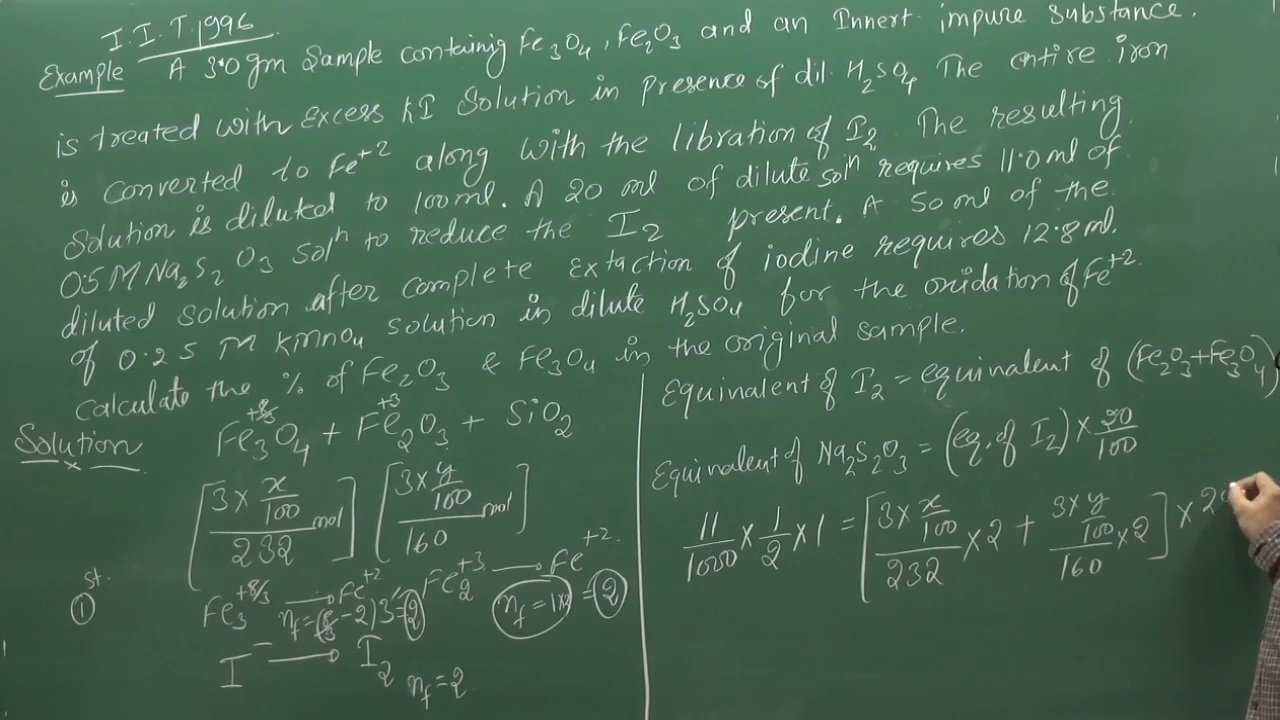 I.I.T. 1996
Example A 3.0 gm Sample containig Fe3O4, Fe2O3 and an Innert impure substance.
is treated with Excess KI Solution in presence of dil. H2SO4 The entire iron
is converted to Fe+2 along with the libration of I2. The resulting
Solution is diluted to 100ml. A 20 ml of dilute soln requires 11.0 ml of
0.5 M Na2S2O3 Soln to reduce the I2 present. A 50 ml of the
diluted solution after complete Extaction of iodine requires 12.8 ml.
of 0.25 M KMnO4 solution in dilute H2SO4 for the oxidation of Fe+2.
Calculate the % of Fe2O3 & Fe3O4 in the original sample.
Solution
+8/3 +3
Fe3O4 + Fe2O3 + SiO2
[3 × x/100 mol / 232] [3 × y/100 mol / 160]
1st.
Fe3+8/3 → Fe+2 Fe2+3 → Fe+2.
nf = (8/3 - 2)3 = 2 nf = 1×2 = 2
I- → I2 nf = 2
Equivalent of I2 = equivalent of (Fe2O3 + Fe3O4)
Equivalent of Na2S2O3 = (eq. of I2) × 20/100
11/1000 × 1/2 × 1 = [3 × x/100 / 232 × 2 + 3 × y/100 / 160 × 2] × 2